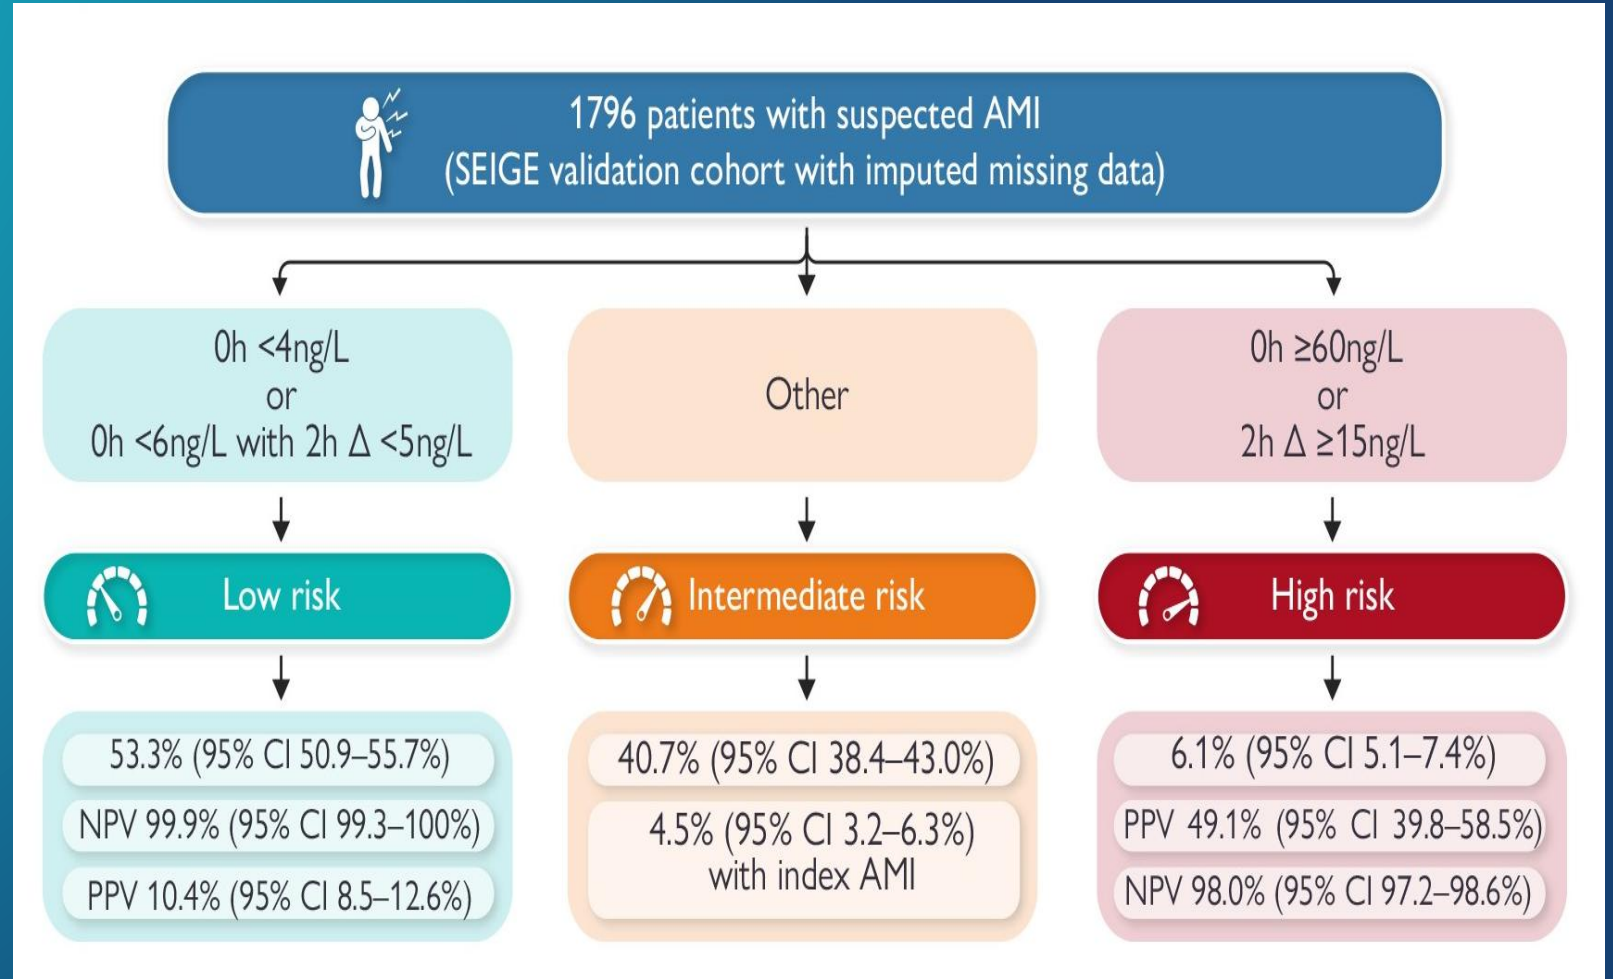 1796 patients with suspected AMI
(SEIGE validation cohort with imputed missing data)
0h <4ng/L
or
0h <6ng/L with 2h Δ <5ng/L
Other
0h ≥60ng/L
or
2h Δ ≥15ng/L
Low risk
Intermediate risk
High risk
53.3% (95% CI 50.9–55.7%)
NPV 99.9% (95% CI 99.3–100%)
PPV 10.4% (95% CI 8.5–12.6%)
40.7% (95% CI 38.4–43.0%)
4.5% (95% CI 3.2–6.3%)
with index AMI
6.1% (95% CI 5.1–7.4%)
PPV 49.1% (95% CI 39.8–58.5%)
NPV 98.0% (95% CI 97.2–98.6%)